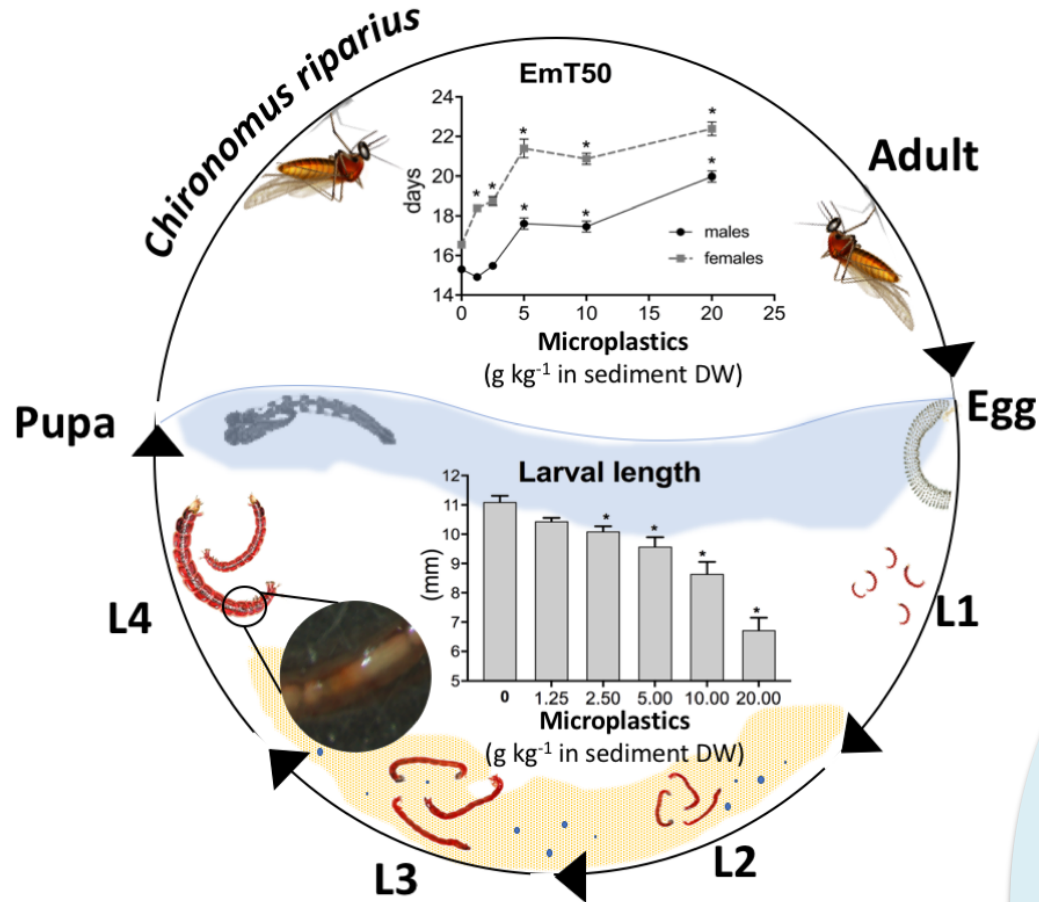 Chironomus riparius
EmT50
24
22
20
18
16
14
days
* * * * *
* * *
males
females
0 5 10 15 20 25
Microplastics
(g kg⁻¹ in sediment DW)
Adult
Pupa
Egg
Larval length
12
11
10
9
8
7
6
5
(mm)
* * * *
0 1.25 2.50 5.00 10.00 20.00
Microplastics
(g kg⁻¹ in sediment DW)
L4
L1
L3
L2